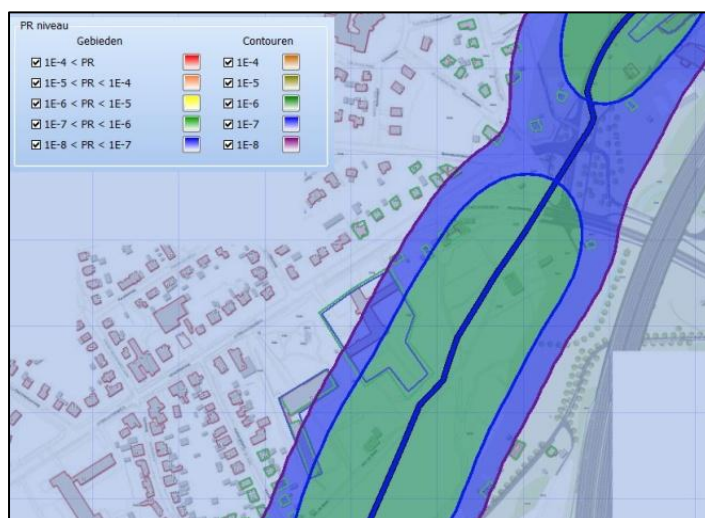 PR niveau
Gebieden Contouren
1E-4 < PR 1E-4
1E-5 < PR < 1E-4 1E-5
1E-6 < PR < 1E-5 1E-6
1E-7 < PR < 1E-6 1E-7
1E-8 < PR < 1E-7 1E-8